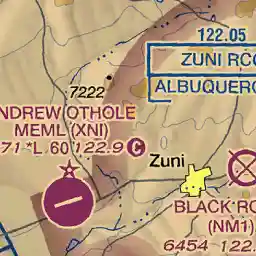 122.05
ZUNI RCO
ALBUQUERQ
7222
NDREW OTHOLE
MEML (XNI)
71 *L 60 122.9 C
Zuni
BLACK RO
(NM1)
6454 122.